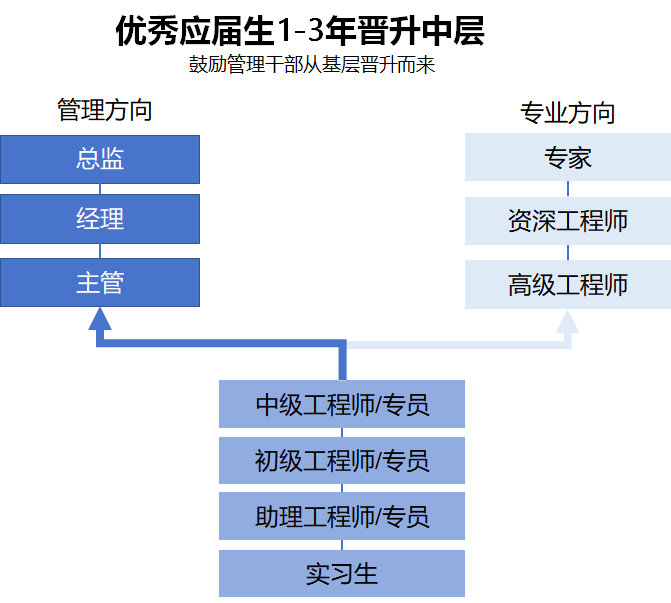 优秀应届生1-3年晋升中层
鼓励管理干部从基层晋升而来
管理方向
总监
经理
主管
专业方向
专家
资深工程师
高级工程师
中级工程师/专员
初级工程师/专员
助理工程师/专员
实习生